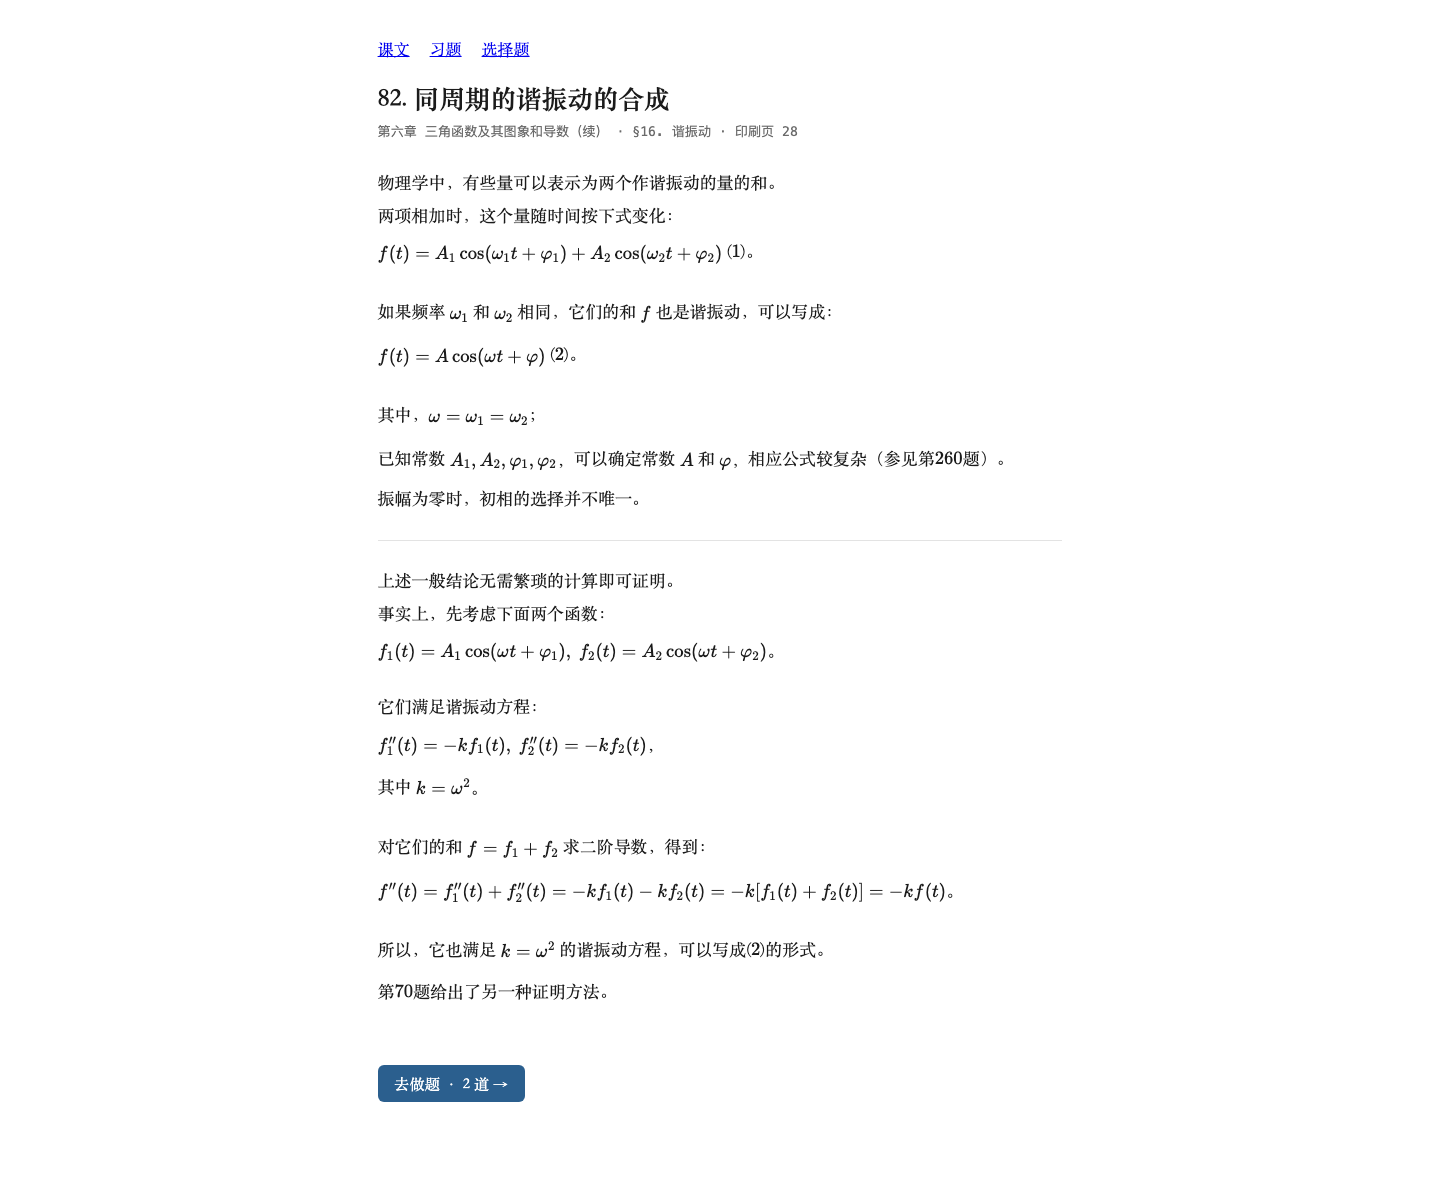 课文 习题 选择题
82. 同周期的谐振动的合成
第六章 三角函数及其图象和导数（续） · §16. 谐振动 · 印刷页 28
物理学中，有些量可以表示为两个作谐振动的量的和。
两项相加时，这个量随时间按下式变化：
f(t) = A₁ cos(ω₁t + φ₁) + A₂ cos(ω₂t + φ₂) (1)。
如果频率 ω₁ 和 ω₂ 相同，它们的和 f 也是谐振动，可以写成：
f(t) = A cos(ωt + φ) (2)。
其中，ω = ω₁ = ω₂；
已知常数 A₁, A₂, φ₁, φ₂，可以确定常数 A 和 φ，相应公式较复杂（参见第260题）。
振幅为零时，初相的选择并不唯一。
上述一般结论无需繁琐的计算即可证明。
事实上，先考虑下面两个函数：
f₁(t) = A₁ cos(ωt + φ₁), f₂(t) = A₂ cos(ωt + φ₂)。
它们满足谐振动方程：
f₁″(t) = −kf₁(t), f₂″(t) = −kf₂(t)，
其中 k = ω²。
对它们的和 f = f₁ + f₂ 求二阶导数，得到：
f″(t) = f₁″(t) + f₂″(t) = −kf₁(t) − kf₂(t) = −k[f₁(t) + f₂(t)] = −kf(t)。
所以，它也满足 k = ω² 的谐振动方程，可以写成(2)的形式。
第70题给出了另一种证明方法。
去做题 · 2 道 →